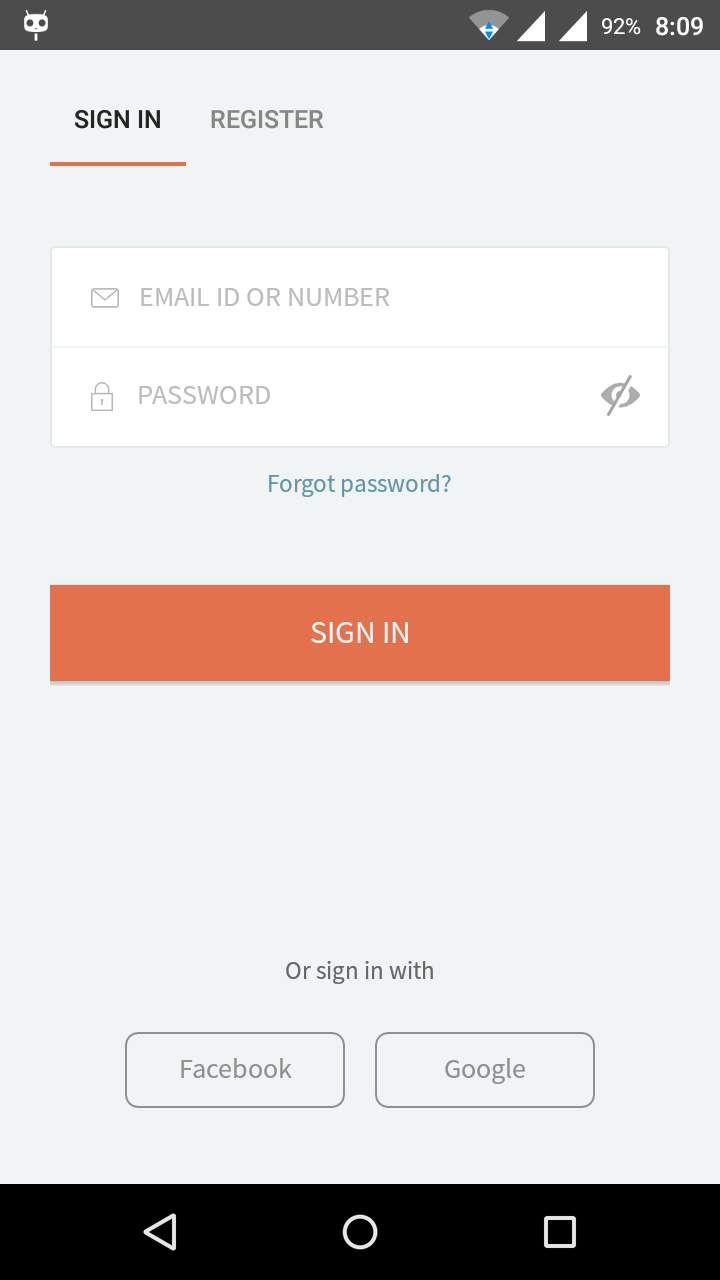 92% 8:09
SIGN IN REGISTER
EMAIL ID OR NUMBER
PASSWORD
Forgot password?
SIGN IN
Or sign in with
Facebook Google